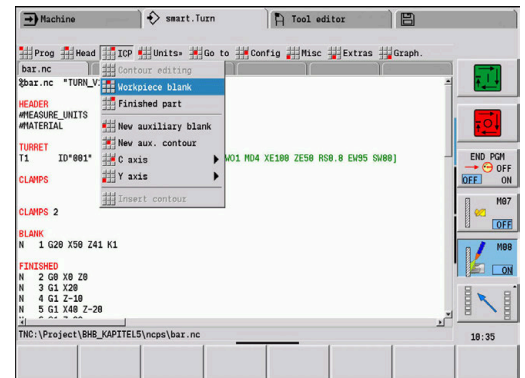 Machine smart.Turn Tool editor
Prog Head ICP Units» Go to Config Misc Extras Graph.
bar.nc Contour editing
%bar.nc "TURN_V Workpiece blank
HEADER Finished part
#MEASURE_UNITS
#MATERIAL New auxiliary blank
TURRET New aux. contour
T1 ID"001" C axis WO1 MD4 XE100 ZE50 RS0.8 EW95 SW80]
CLAMPS Y axis
Insert contour
CLAMPS 2
BLANK
N 1 G20 X50 Z41 K1
FINISHED
N 2 G0 X0 Z0
N 3 G1 X20
N 4 G1 Z-10
N 5 G1 X40 Z-20
TNC:\Project\BHB_KAPITEL5\ncps\bar.nc
END PGM
OFF
OFF ON
M07
OFF
M08
ON
10:35